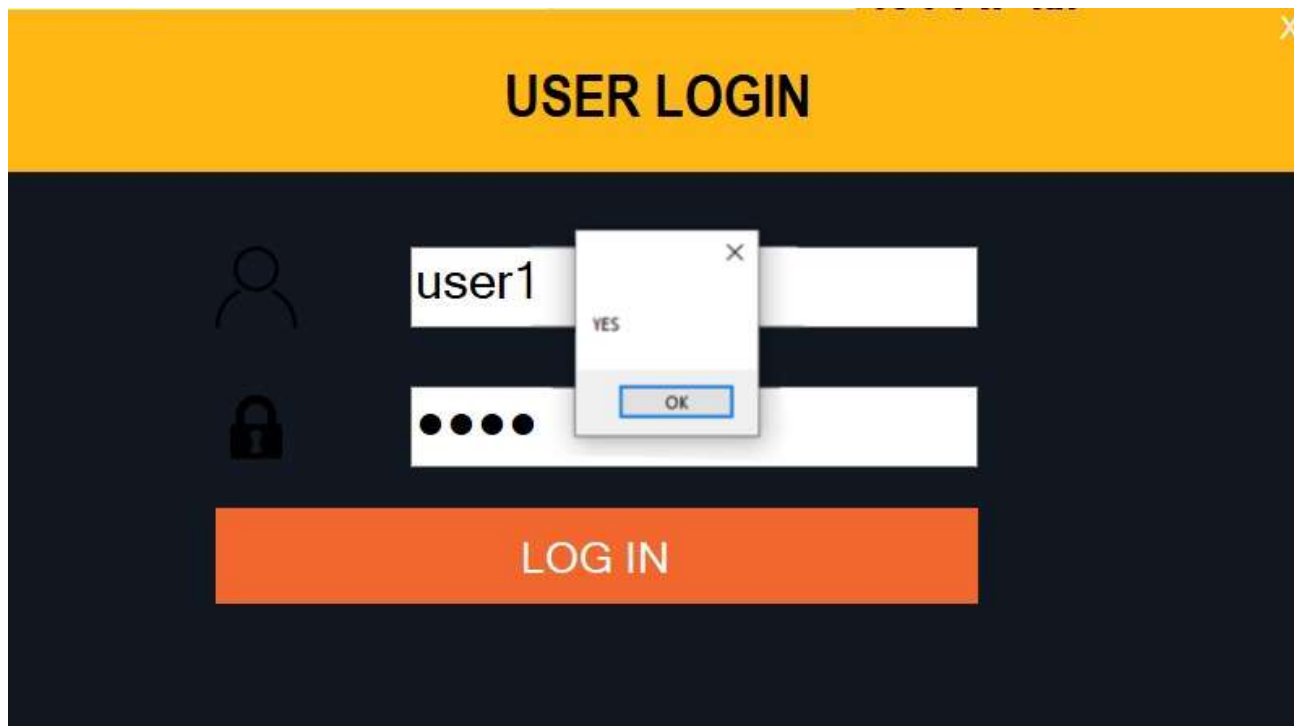 X
USER LOGIN
user1
YES
OK
LOG IN